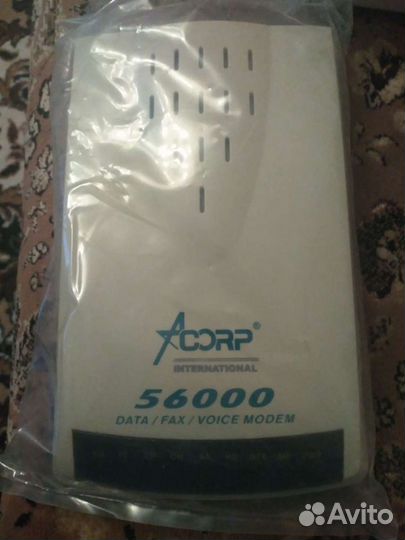 ACORP®
INTERNATIONAL
56000
DATA / FAX / VOICE MODEM
Avito